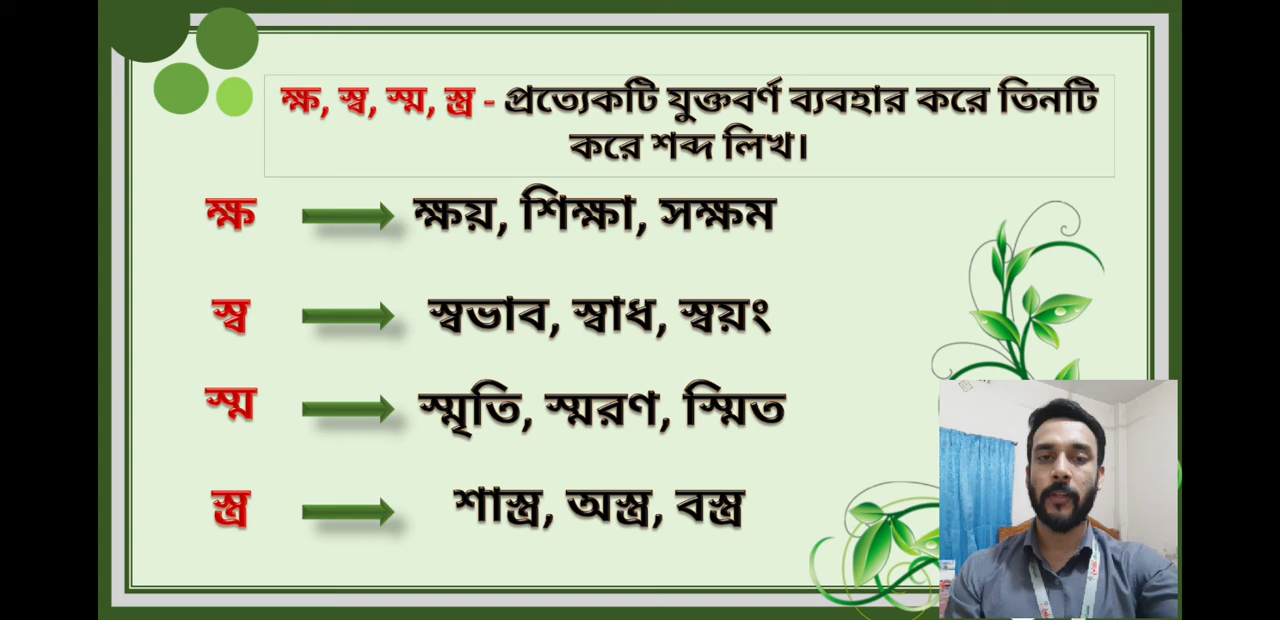 ক্ষ, স্ব, স্ম, স্ত্র - প্রত্যেকটি যুক্তবর্ণ ব্যবহার করে তিনটি
করে শব্দ লিখ।
ক্ষ ক্ষয়, শিক্ষা, সক্ষম
স্ব স্বভাব, স্বাধ, স্বয়ং
স্ম স্মৃতি, স্মরণ, স্মিত
স্ত্র শাস্ত্র, অস্ত্র, বস্ত্র